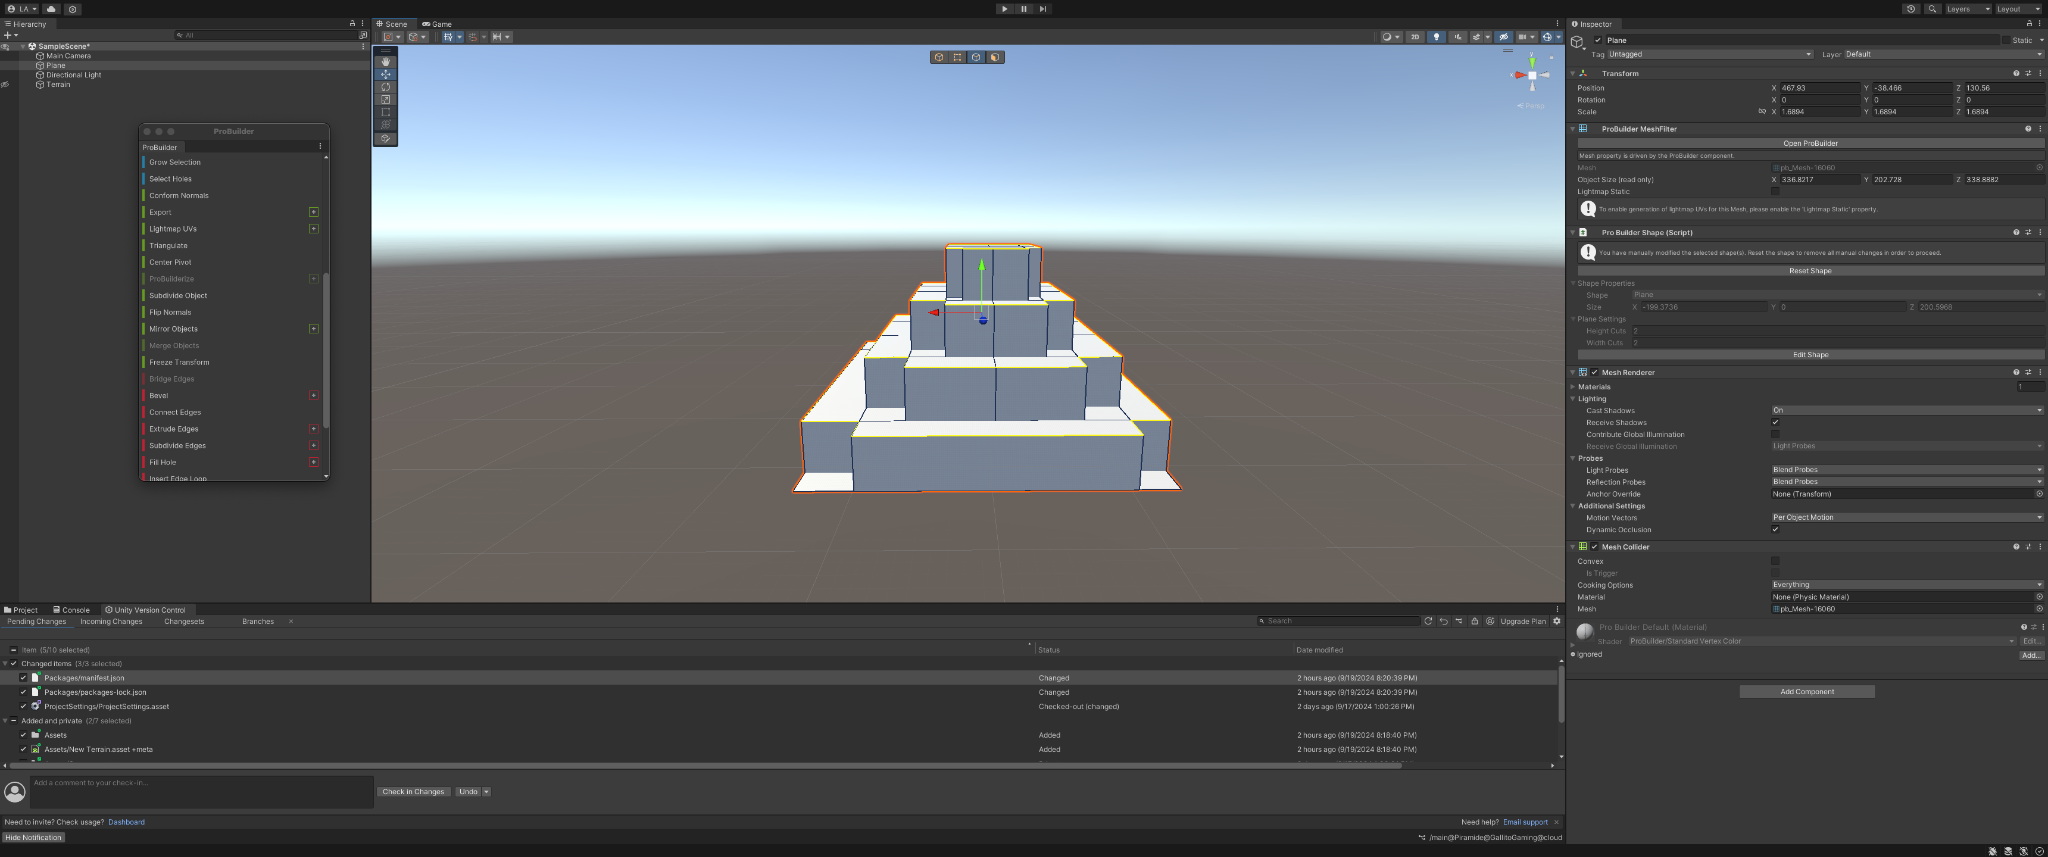 LA
Layers
Layout
Hierarchy
All
SampleScene*
Main Camera
Plane
Directional Light
Terrain
ProBuilder
ProBuilder
Grow Selection
Select Holes
Conform Normals
Export
Lightmap UVs
Triangulate
Center Pivot
ProBuilderize
Subdivide Object
Flip Normals
Mirror Objects
Merge Objects
Freeze Transform
Bridge Edges
Bevel
Connect Edges
Extrude Edges
Subdivide Edges
Fill Hole
Insert Edge Loop
Scene
Game
2D
y
x
Persp
Inspector
Plane
Static
Tag Untagged Layer Default
Transform
Position X 467.93 Y -38.466 Z 130.56
Rotation X 0 Y 0 Z 0
Scale X 1.6894 Y 1.6894 Z 1.6894
ProBuilder MeshFilter
Open ProBuilder
Mesh property is driven by the ProBuilder component.
Mesh pb_Mesh-16060
Object Size (read only) X 336.8217 Y 202.728 Z 338.8882
Lightmap Static
To enable generation of lightmap UVs for this Mesh, please enable the 'Lightmap Static' property.
Pro Builder Shape (Script)
You have manually modified the selected shape(s). Reset the shape to remove all manual changes in order to proceed.
Reset Shape
Shape Properties
Shape Plane
Size X -199.3736 Y 0 Z 200.5968
Plane Settings
Height Cuts 2
Width Cuts 2
Edit Shape
Mesh Renderer
Materials 1
Lighting
Cast Shadows On
Receive Shadows
Contribute Global Illumination
Receive Global Illumination Light Probes
Probes
Light Probes Blend Probes
Reflection Probes Blend Probes
Anchor Override None (Transform)
Additional Settings
Motion Vectors Per Object Motion
Dynamic Occlusion
Mesh Collider
Convex
Is Trigger
Cooking Options Everything
Material None (Physic Material)
Mesh pb_Mesh-16060
Pro Builder Default (Material)
Shader ProBuilder/Standard Vertex Color Edit...
Ignored
Add...
Add Component
Project Console Unity Version Control
Pending Changes Incoming Changes Changesets Branches
Search
Upgrade Plan
Item (5/10 selected) Status Date modified
Changed items (3/3 selected)
Packages/manifest.json Changed 2 hours ago (9/19/2024 8:20:39 PM)
Packages/packages-lock.json Changed 2 hours ago (9/19/2024 8:20:39 PM)
ProjectSettings/ProjectSettings.asset Checked-out (changed) 2 days ago (9/17/2024 1:00:26 PM)
Added and private (2/7 selected)
Assets Added 2 hours ago (9/19/2024 8:18:40 PM)
Assets/New Terrain.asset +meta Added 2 hours ago (9/19/2024 8:18:40 PM)
Add a comment to your check-in...
Check in Changes
Undo
Need to invite? Check usage? Dashboard
Need help? Email support
Hide Notification
/main@Piramide@GallitoGaming@cloud